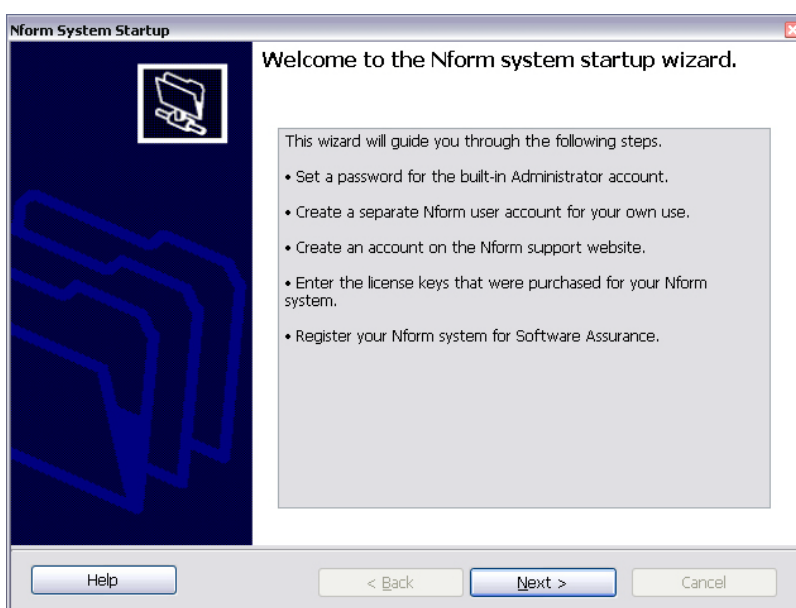 Nform System Startup
Welcome to the Nform system startup wizard.
This wizard will guide you through the following steps.
• Set a password for the built-in Administrator account.
• Create a separate Nform user account for your own use.
• Create an account on the Nform support website.
• Enter the license keys that were purchased for your Nform
system.
• Register your Nform system for Software Assurance.
Help
< Back
Next >
Cancel